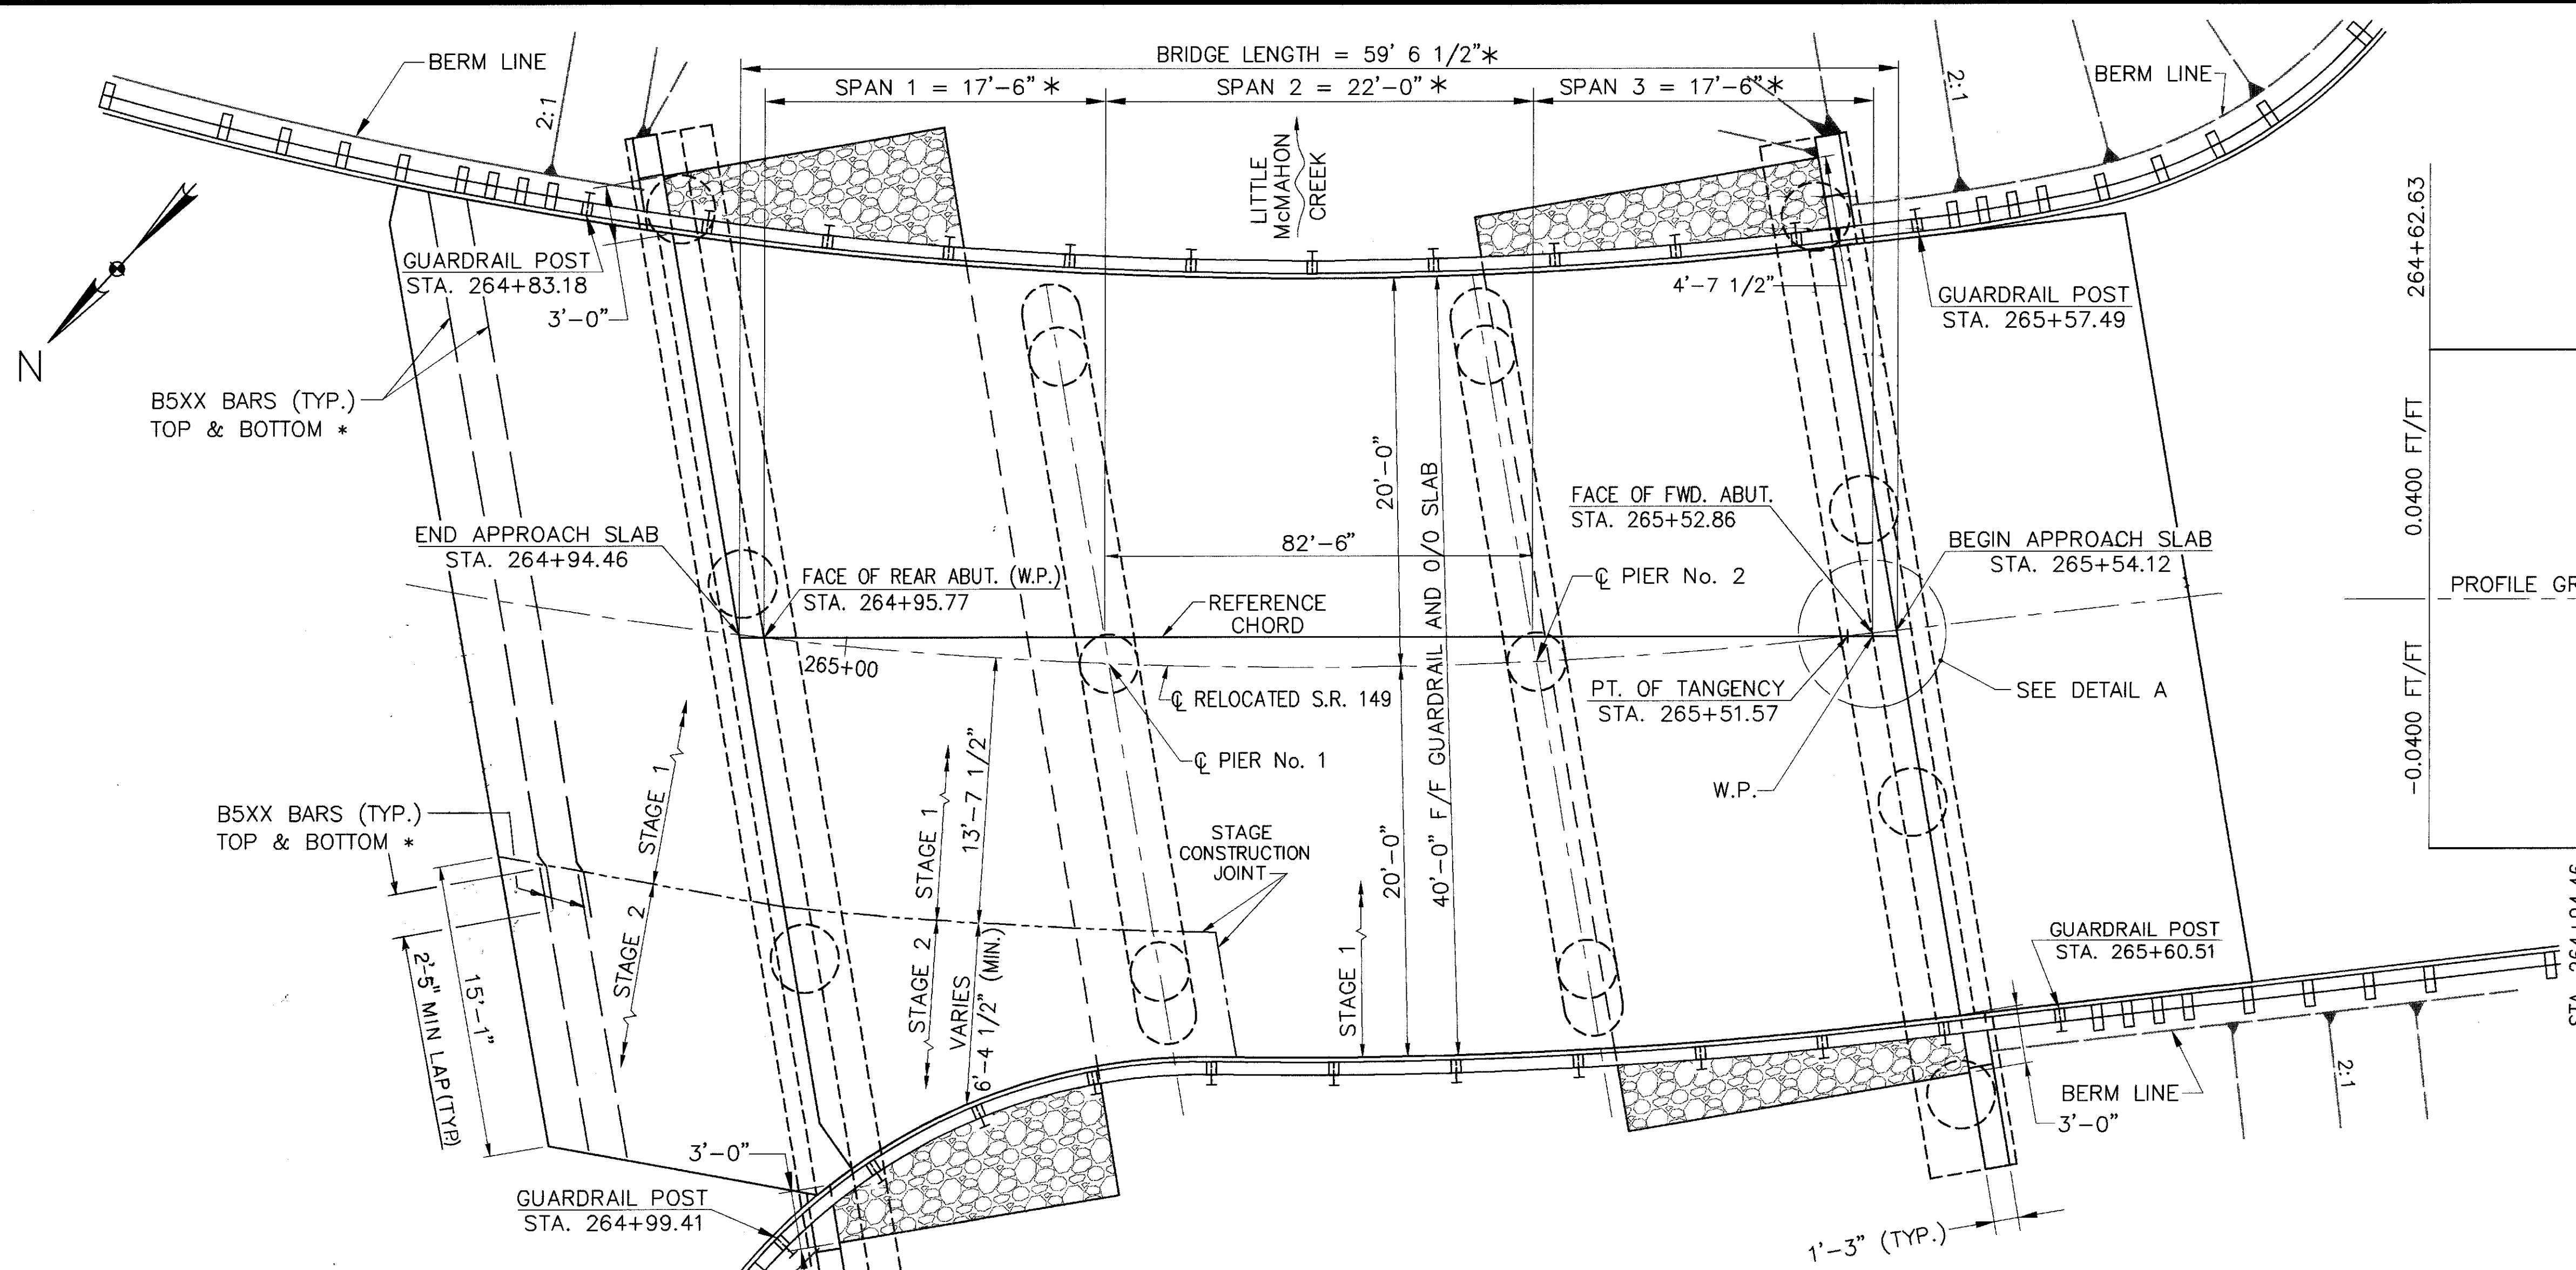 BRIDGE LENGTH = 59' 6 1/2"*
SPAN 1 = 17'-6" *
SPAN 2 = 22'-0" *
SPAN 3 = 17'-6" *
BERM LINE
2:1
2:1
BERM LINE
LITTLE
McMAHON
CREEK
N
GUARDRAIL POST
STA. 264+83.18
3'-0"
4'-7 1/2"
GUARDRAIL POST
STA. 265+57.49
264+62.63
B5XX BARS (TYP.)
TOP & BOTTOM *
20'-0"
40'-0" F/F GUARDRAIL AND O/O SLAB
0.0400 FT/FT
END APPROACH SLAB
STA. 264+94.46
FACE OF REAR ABUT. (W.P.)
STA. 264+95.77
82'-6"
FACE OF FWD. ABUT.
STA. 265+52.86
BEGIN APPROACH SLAB
STA. 265+54.12
℄ PIER No. 2
REFERENCE
CHORD
PROFILE GR
265+00
℄ RELOCATED S.R. 149
PT. OF TANGENCY
STA. 265+51.57
SEE DETAIL A
-0.0400 FT/FT
℄ PIER No. 1
W.P.
STAGE 1
STAGE 2
STAGE 1
13'-7 1/2"
B5XX BARS (TYP.)
TOP & BOTTOM *
STAGE
CONSTRUCTION
JOINT
20'-0"
2'-5" MIN LAP(TYP.)
15'-1"
STAGE 2
VARIES
6'-4 1/2" (MIN.)
STAGE 1
GUARDRAIL POST
STA. 265+60.51
STA. 264+94.46
BERM LINE
3'-0"
2:1
3'-0"
GUARDRAIL POST
STA. 264+99.41
1'-3" (TYP.)